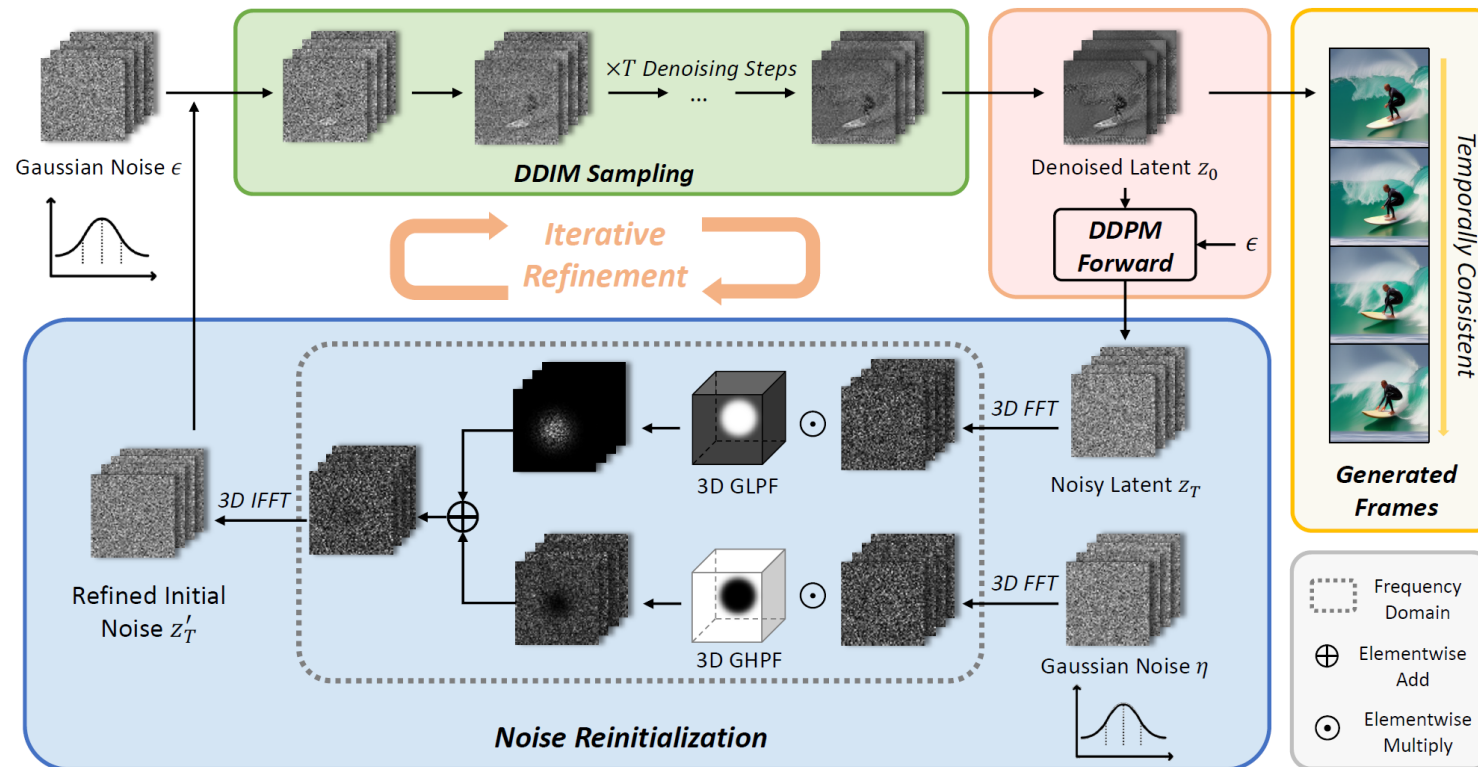 Gaussian Noise ϵ
×T Denoising Steps
...
DDIM Sampling
Denoised Latent z₀
DDPM
Forward
ϵ
Temporally Consistent
Generated
Frames
Iterative
Refinement
3D FFT
Noisy Latent z_T
3D GLPF
3D IFFT
Refined Initial
Noise z′_T
3D FFT
3D GHPF
Gaussian Noise η
Noise Reinitialization
Frequency
Domain
Elementwise
Add
Elementwise
Multiply